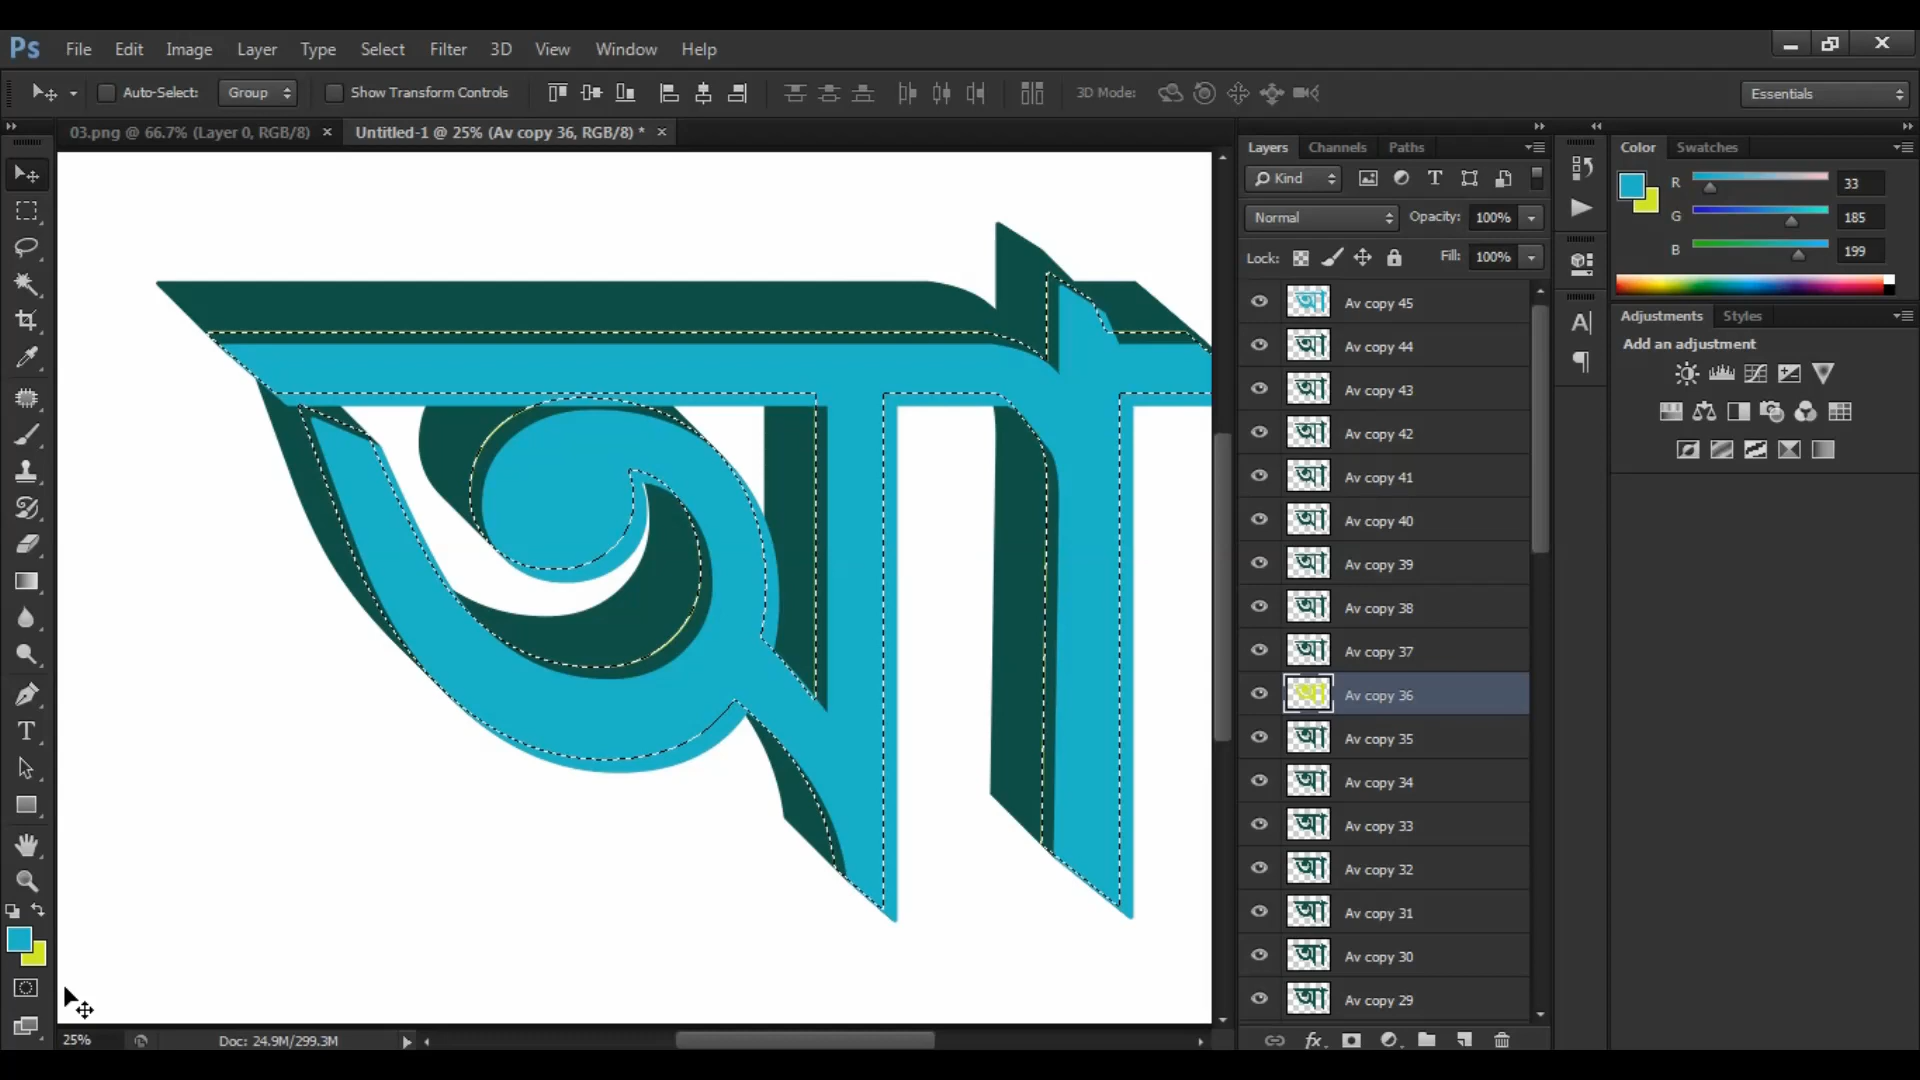 Ps File Edit Image Layer Type Select Filter 3D View Window Help
Auto-Select: Group Show Transform Controls 3D Mode: Essentials
03.png @ 66.7% (Layer 0, RGB/8) × Untitled-1 @ 25% (Av copy 36, RGB/8) * ×
আ
Layers Channels Paths
Kind
Normal Opacity: 100%
Lock: Fill: 100%
আ Av copy 45
আ Av copy 44
আ Av copy 43
আ Av copy 42
আ Av copy 41
আ Av copy 40
আ Av copy 39
আ Av copy 38
আ Av copy 37
আ Av copy 36
আ Av copy 35
আ Av copy 34
আ Av copy 33
আ Av copy 32
আ Av copy 31
আ Av copy 30
আ Av copy 29
Color Swatches
R 33
G 185
B 199
Adjustments Styles
Add an adjustment
25% Doc: 24.9M/299.3M